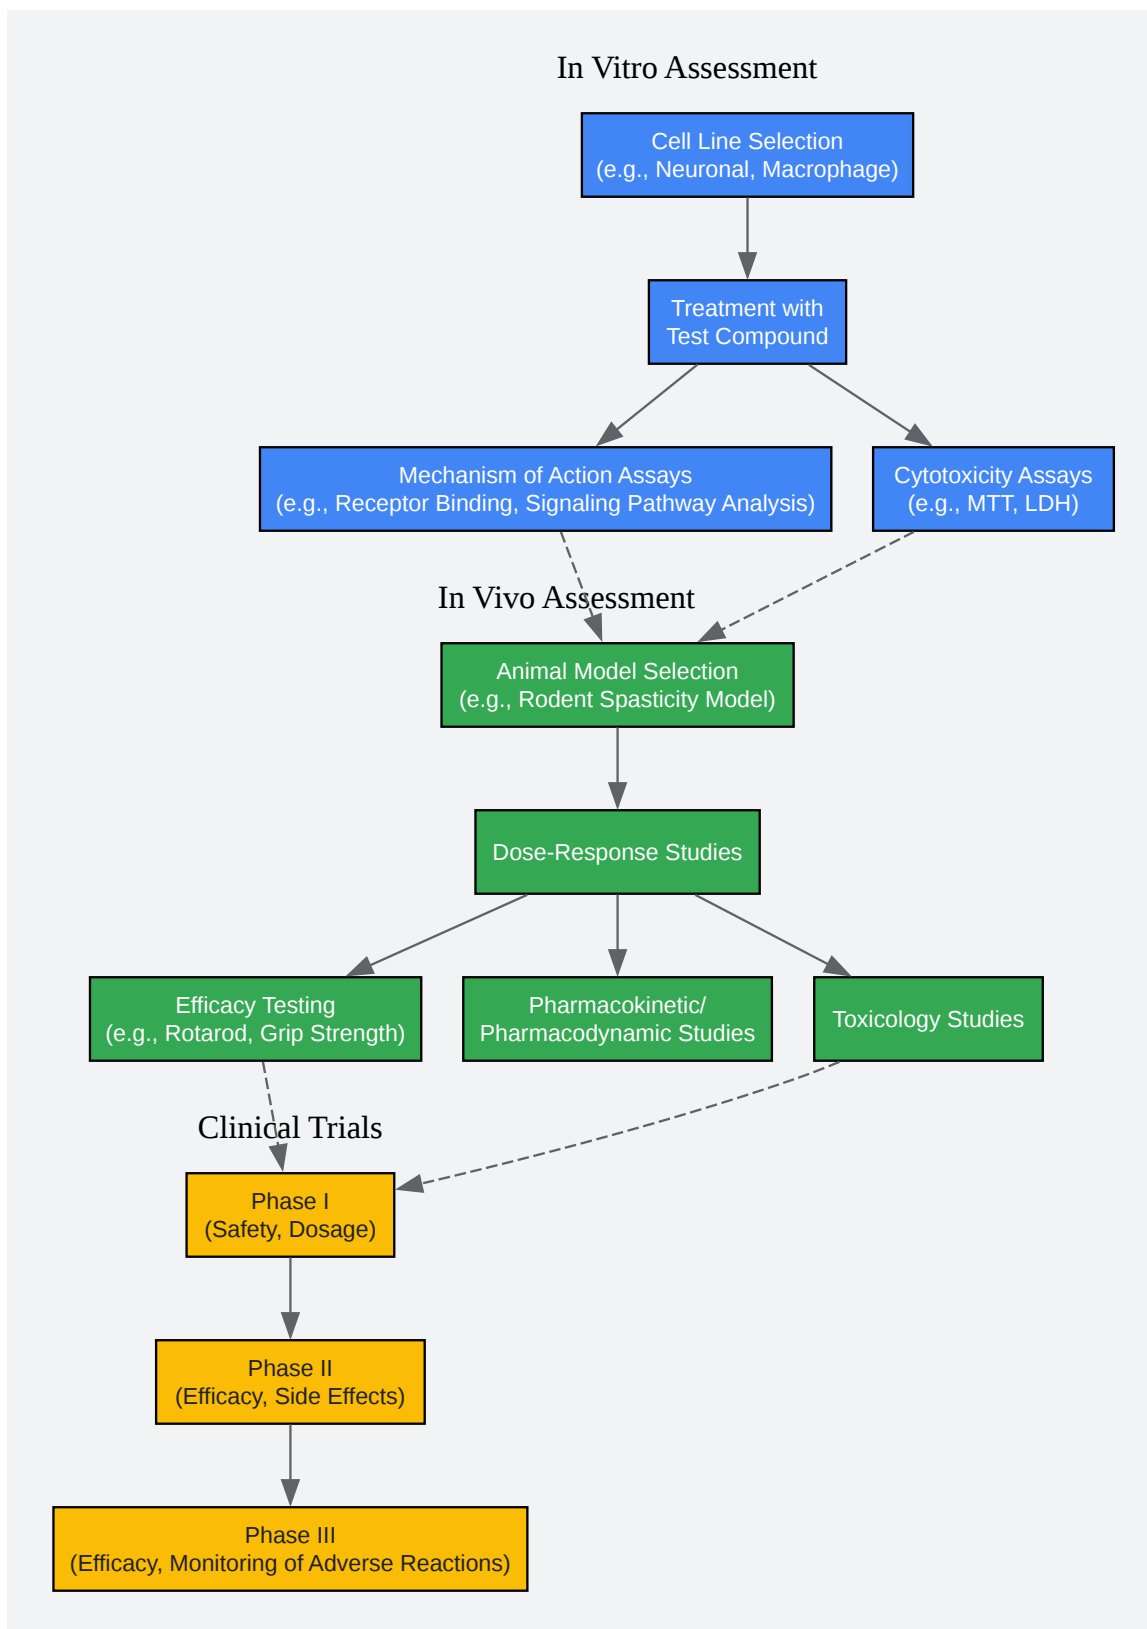 In Vitro Assessment
Cell Line Selection
(e.g., Neuronal, Macrophage)
Treatment with
Test Compound
Mechanism of Action Assays
(e.g., Receptor Binding, Signaling Pathway Analysis)
Cytotoxicity Assays
(e.g., MTT, LDH)
In Vivo Assessment
Animal Model Selection
(e.g., Rodent Spasticity Model)
Dose-Response Studies
Efficacy Testing
(e.g., Rotarod, Grip Strength)
Pharmacokinetic/
Pharmacodynamic Studies
Toxicology Studies
Clinical Trials
Phase I
(Safety, Dosage)
Phase II
(Efficacy, Side Effects)
Phase III
(Efficacy, Monitoring of Adverse Reactions)